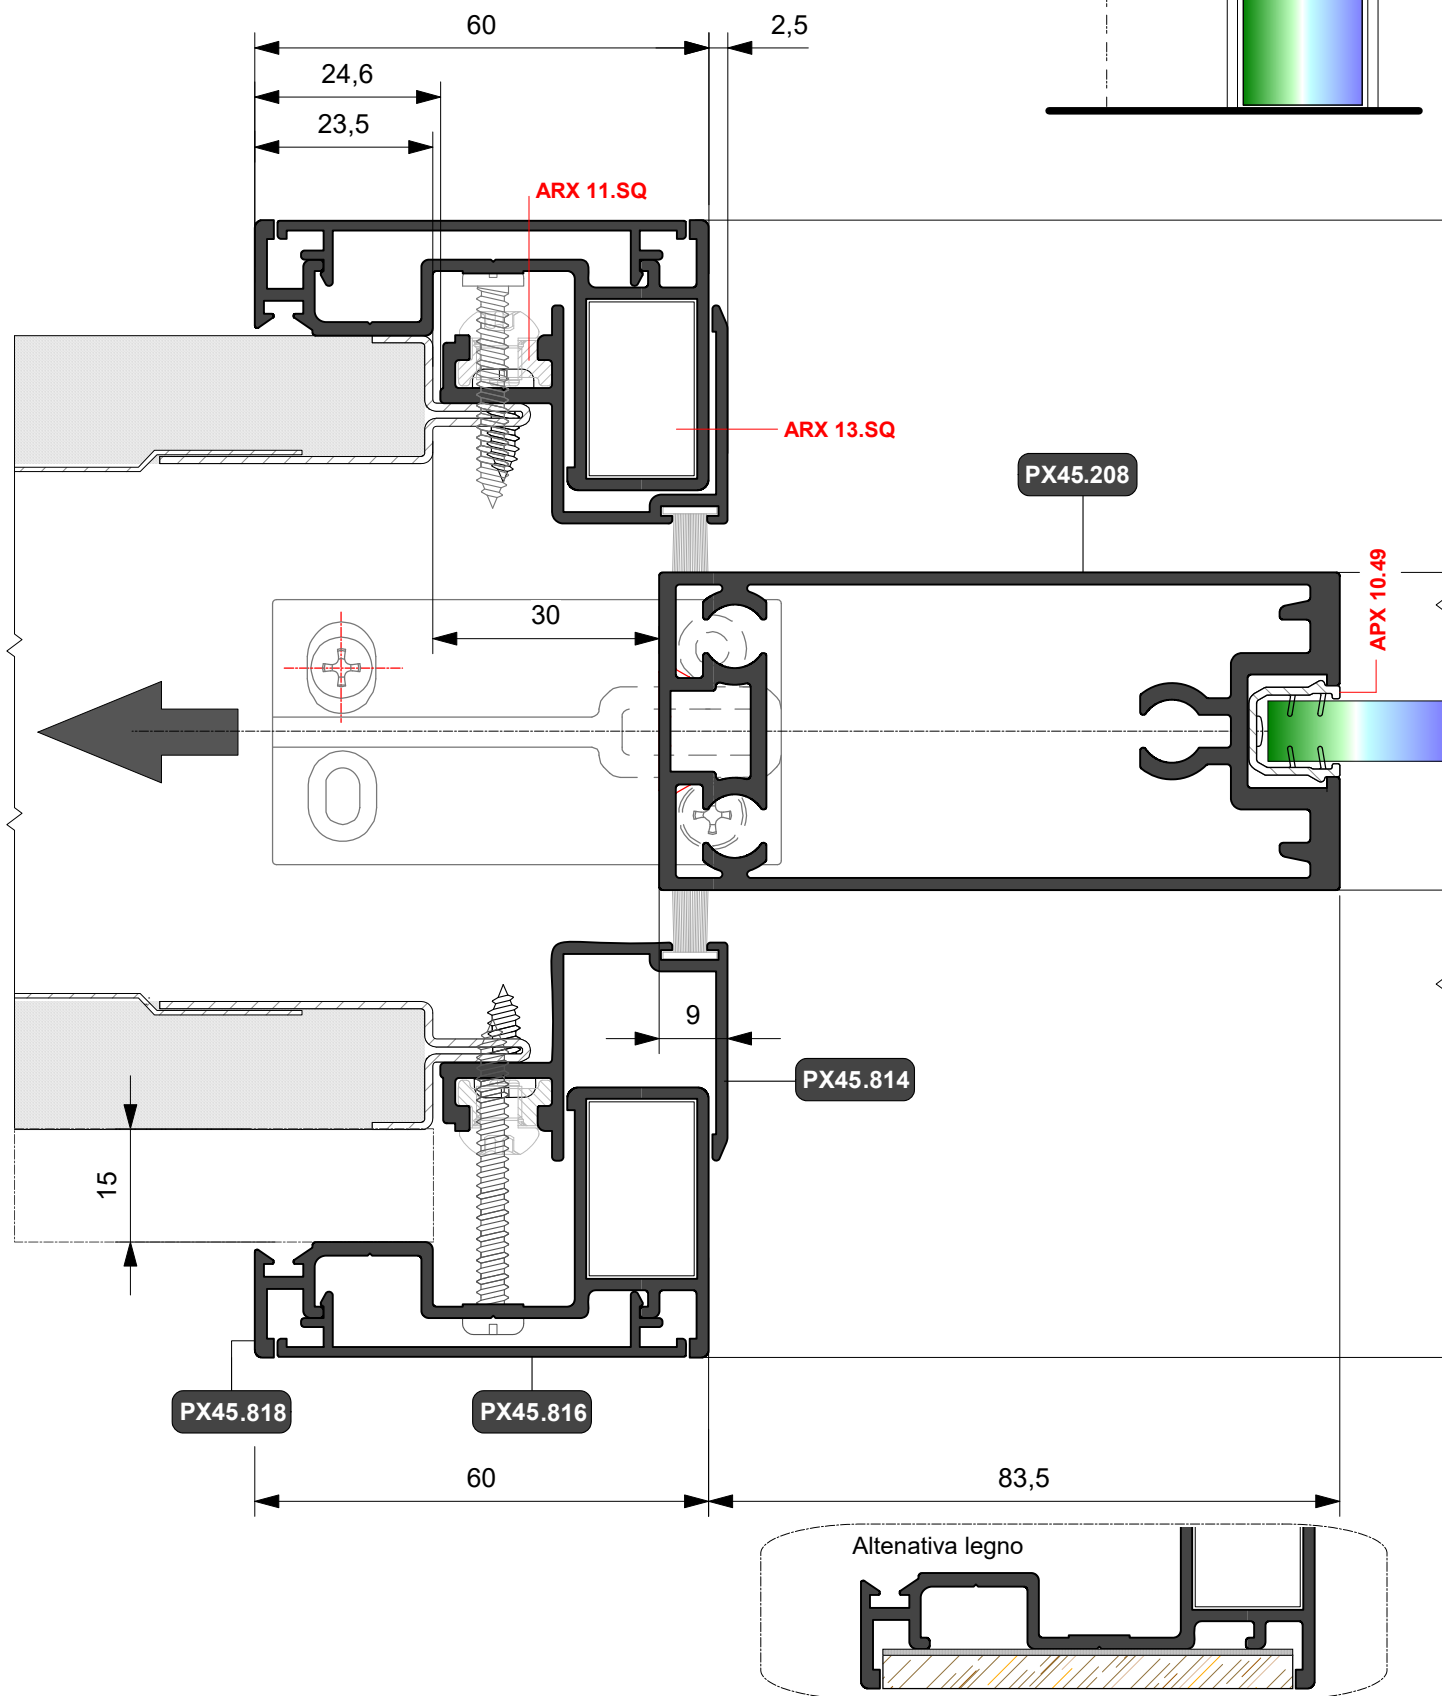 60
2,5
24,6
23,5
ARX 11.SQ
ARX 13.SQ
PX45.208
APX 10.49
30
9
PX45.814
15
PX45.818
PX45.816
60
83,5
Altenativa legno